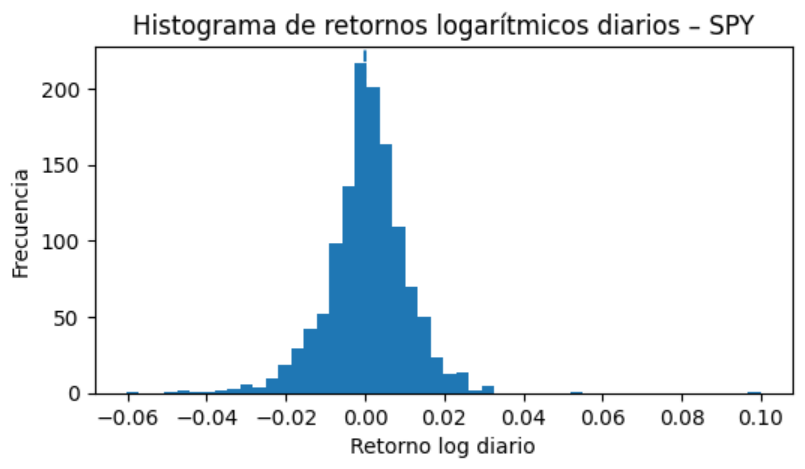 Histograma de retornos logarítmicos diarios – SPY
Frecuencia
200
150
100
50
0
−0.06 −0.04 −0.02 0.00 0.02 0.04 0.06 0.08 0.10
Retorno log diario